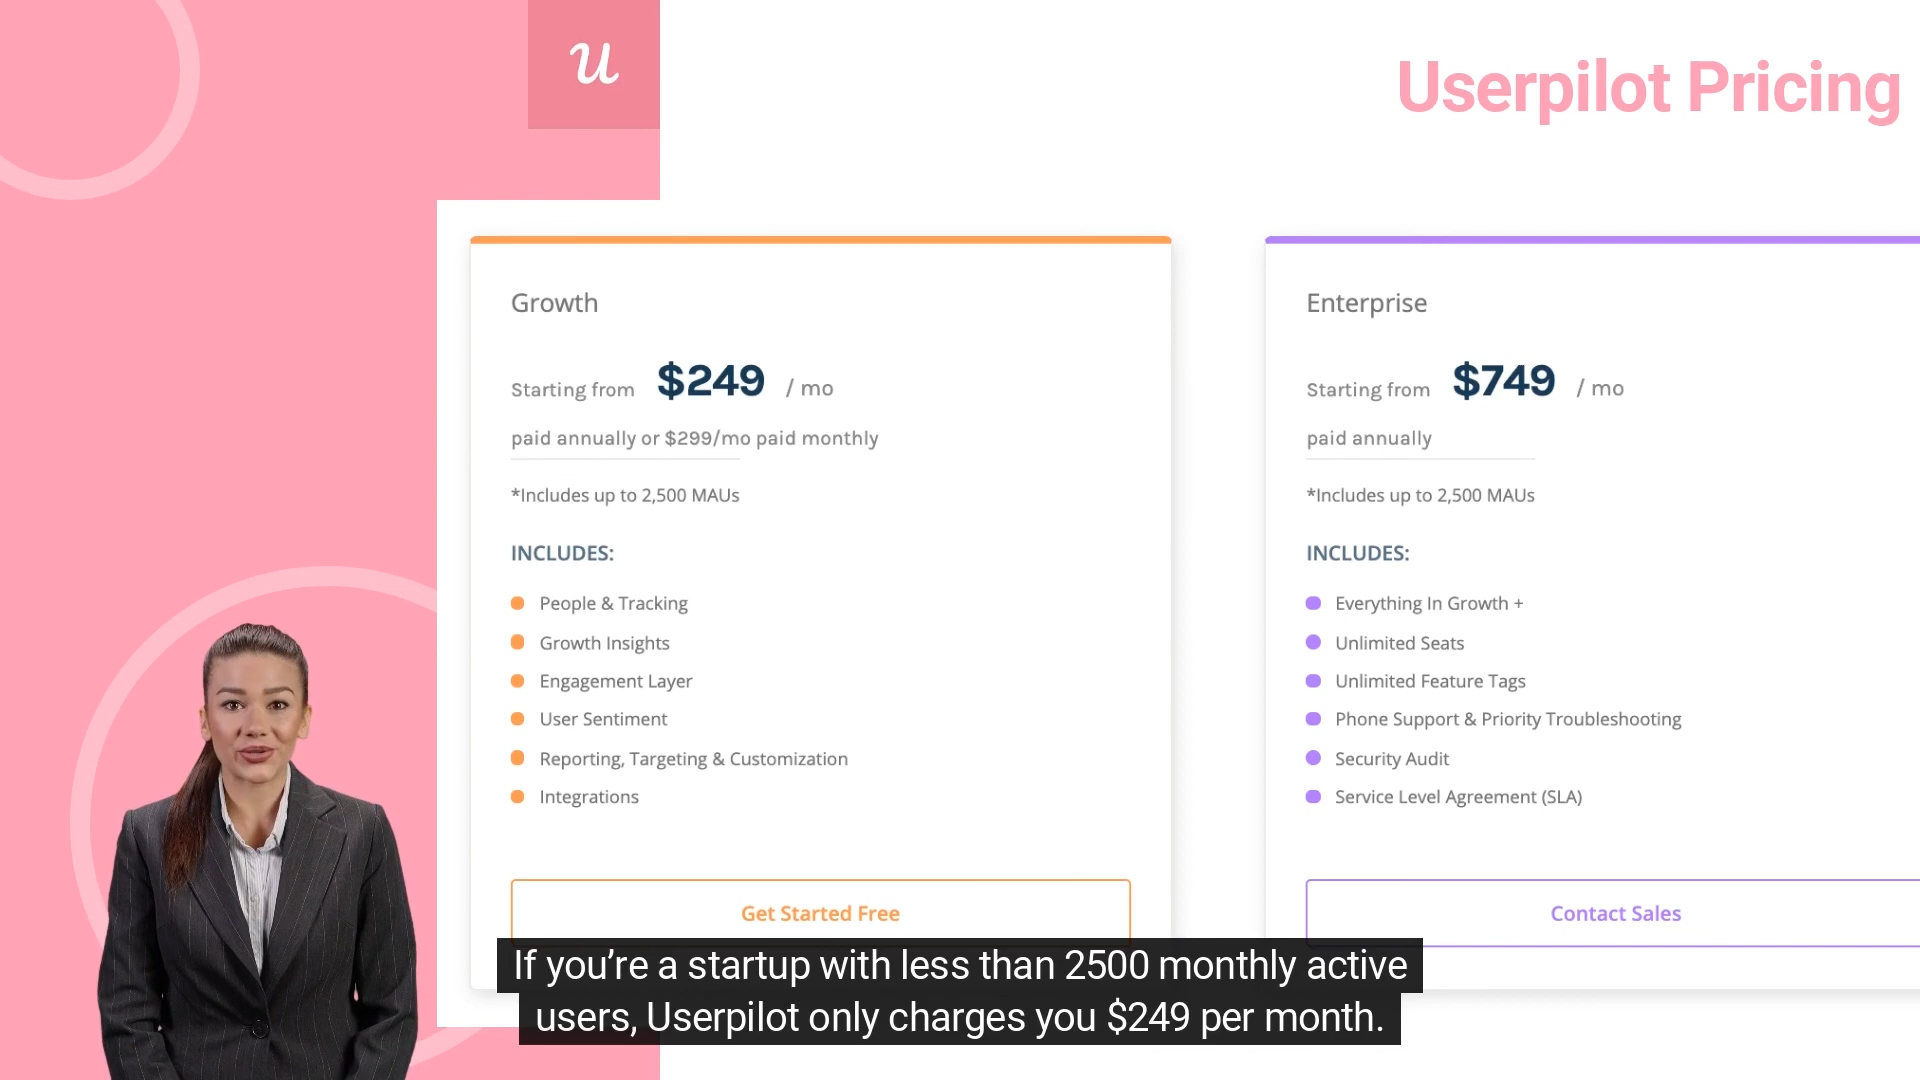 u
Userpilot Pricing
Growth
Starting from $249 / mo
paid annually or $299/mo paid monthly
*Includes up to 2,500 MAUs
INCLUDES:
People & Tracking
Growth Insights
Engagement Layer
User Sentiment
Reporting, Targeting & Customization
Integrations
Get Started Free
Enterprise
Starting from $749 / mo
paid annually
*Includes up to 2,500 MAUs
INCLUDES:
Everything In Growth +
Unlimited Seats
Unlimited Feature Tags
Phone Support & Priority Troubleshooting
Security Audit
Service Level Agreement (SLA)
Contact Sales
If you’re a startup with less than 2500 monthly active
users, Userpilot only charges you $249 per month.